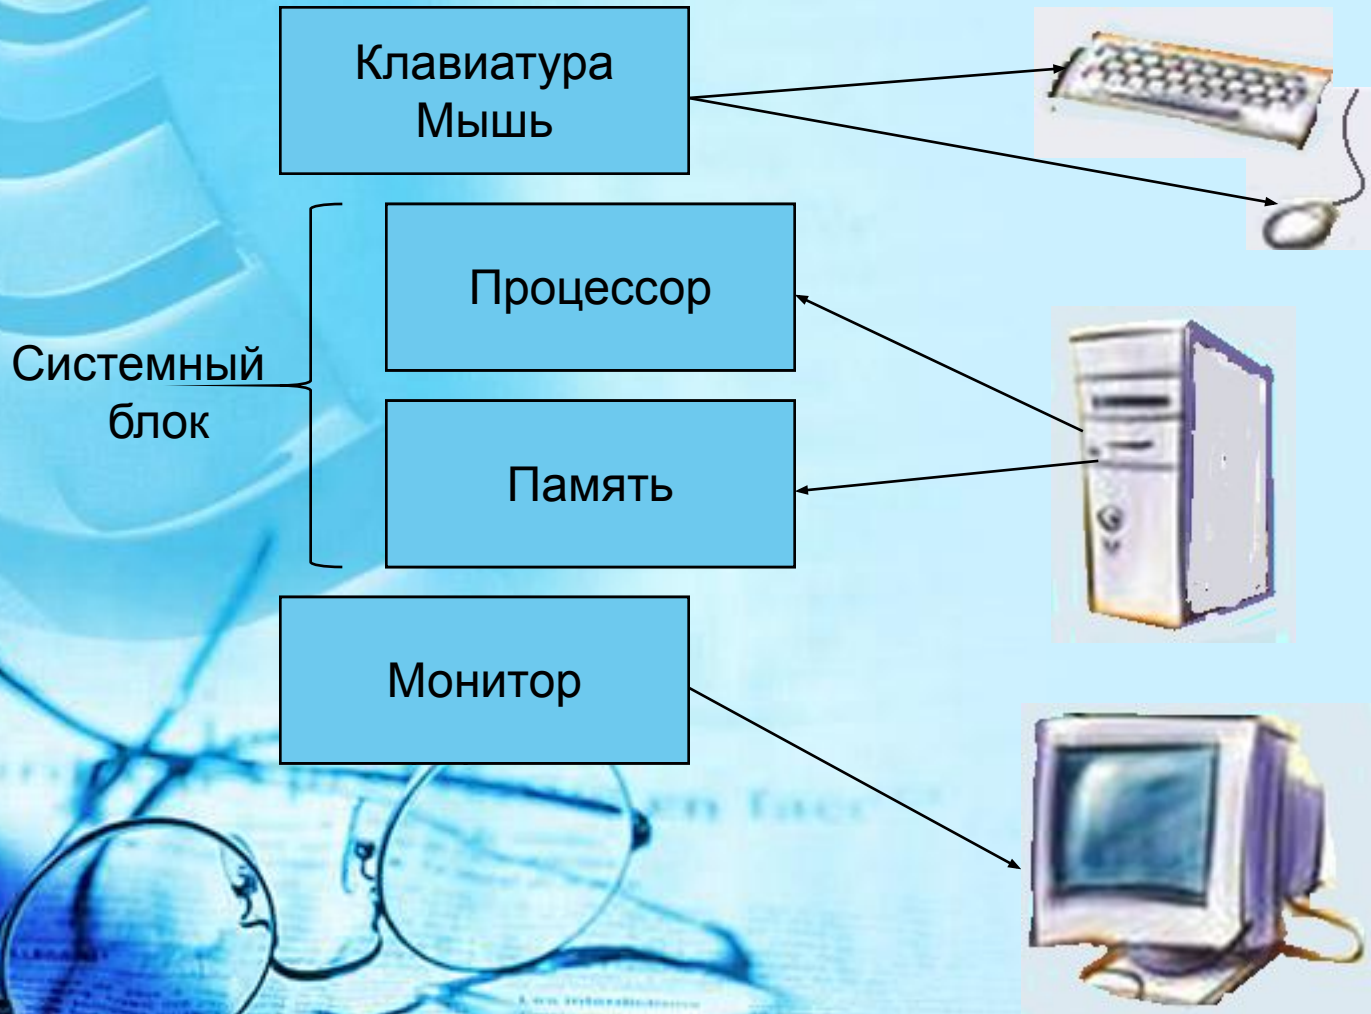 Клавиатура
Мышь
Процессор
Системный
блок
Память
Монитор